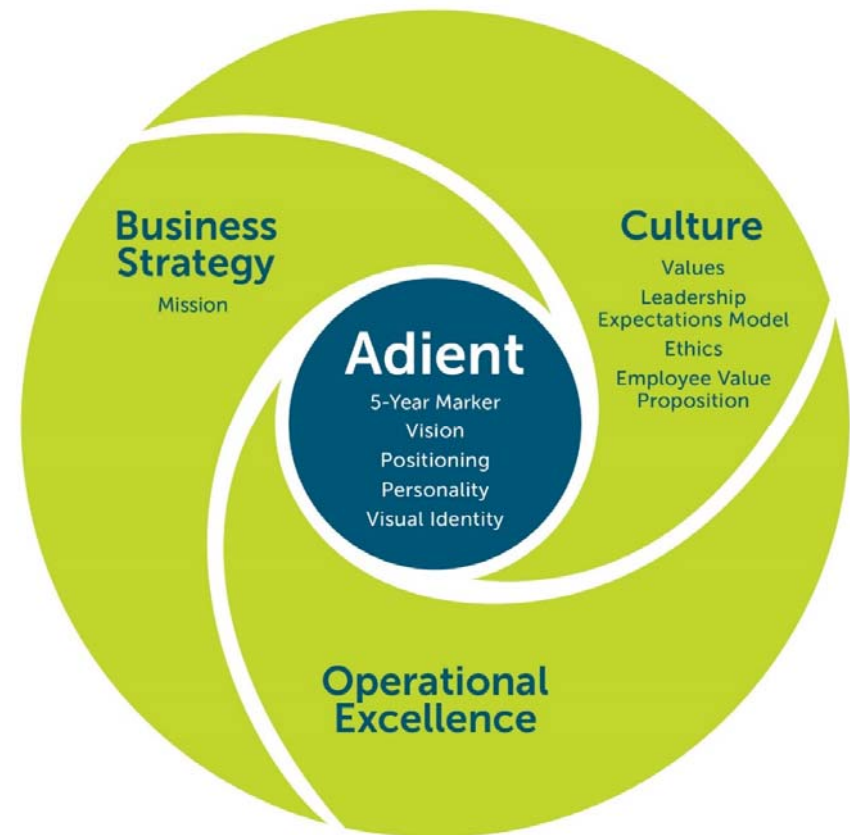 Business
Strategy
Mission
Culture
Values
Leadership
Expectations Model
Ethics
Employee Value
Proposition
Adient
5-Year Marker
Vision
Positioning
Personality
Visual Identity
Operational
Excellence